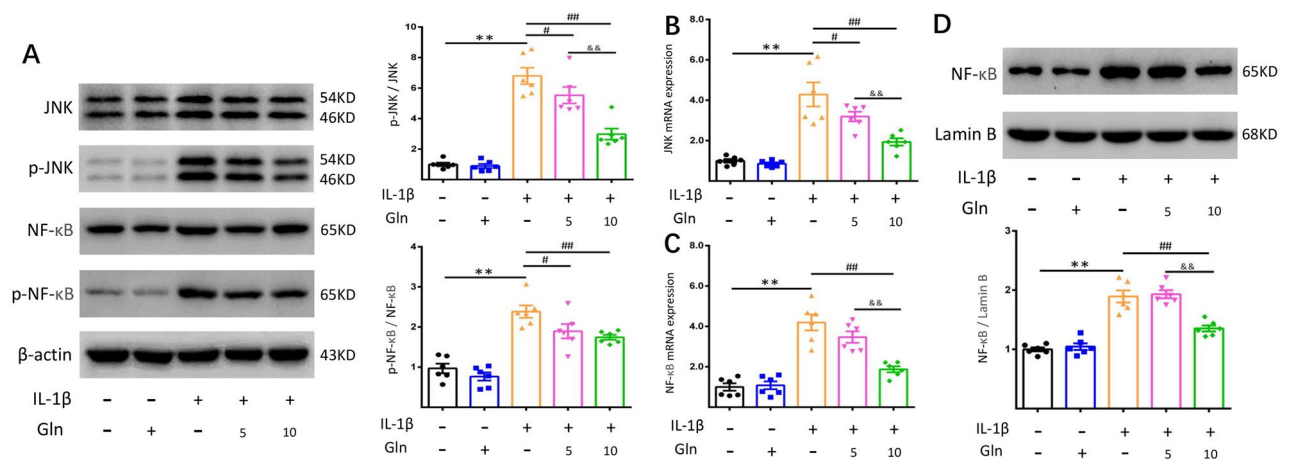 A
JNK
54KD
46KD
p-JNK
54KD
46KD
NF-κB
65KD
p-NF-κB
65KD
β-actin
43KD
IL-1β - - + + +
Gln - + - 5 10
p-JNK / JNK
10
8
6
4
2
** # ## &&
IL-1β - - + + +
Gln - + - 5 10
p-NF-κB / NF-κB
4
3
2
1
** # ## &&
IL-1β - - + + +
Gln - + - 5 10
B
JNK mRNA expression
8.0
6.0
4.0
2.0
** # ## &&
IL-1β - - + + +
Gln - + - 5 10
C
NF-κB mRNA expression
8.0
6.0
4.0
2.0
** ## &&
IL-1β - - + + +
Gln - + - 5 10
D
NF-κB
65KD
Lamin B
68KD
IL-1β - - + + +
Gln - + - 5 10
NF-κB / Lamin B
3
2
1
** ## &&
IL-1β - - + + +
Gln - + - 5 10